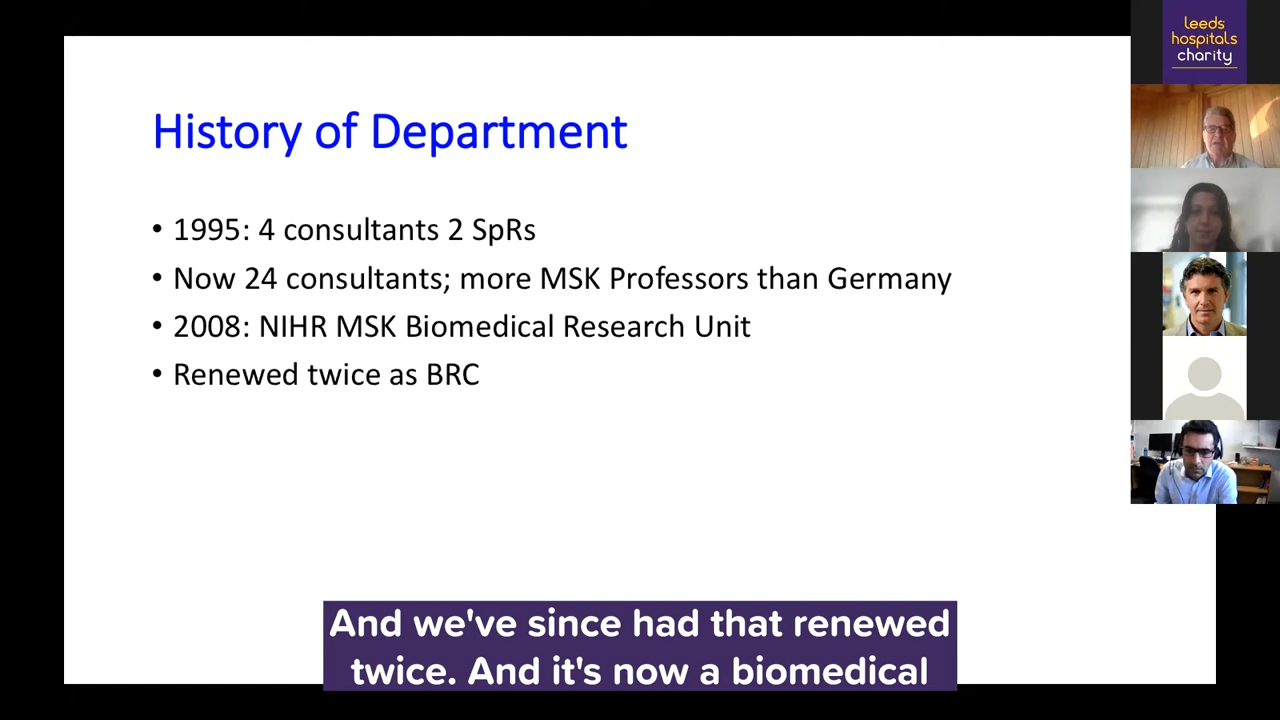 History of Department
• 1995: 4 consultants 2 SpRs
• Now 24 consultants; more MSK Professors than Germany
• 2008: NIHR MSK Biomedical Research Unit
• Renewed twice as BRC
leeds
hospitals
charity
And we've since had that renewed
twice. And it's now a biomedical